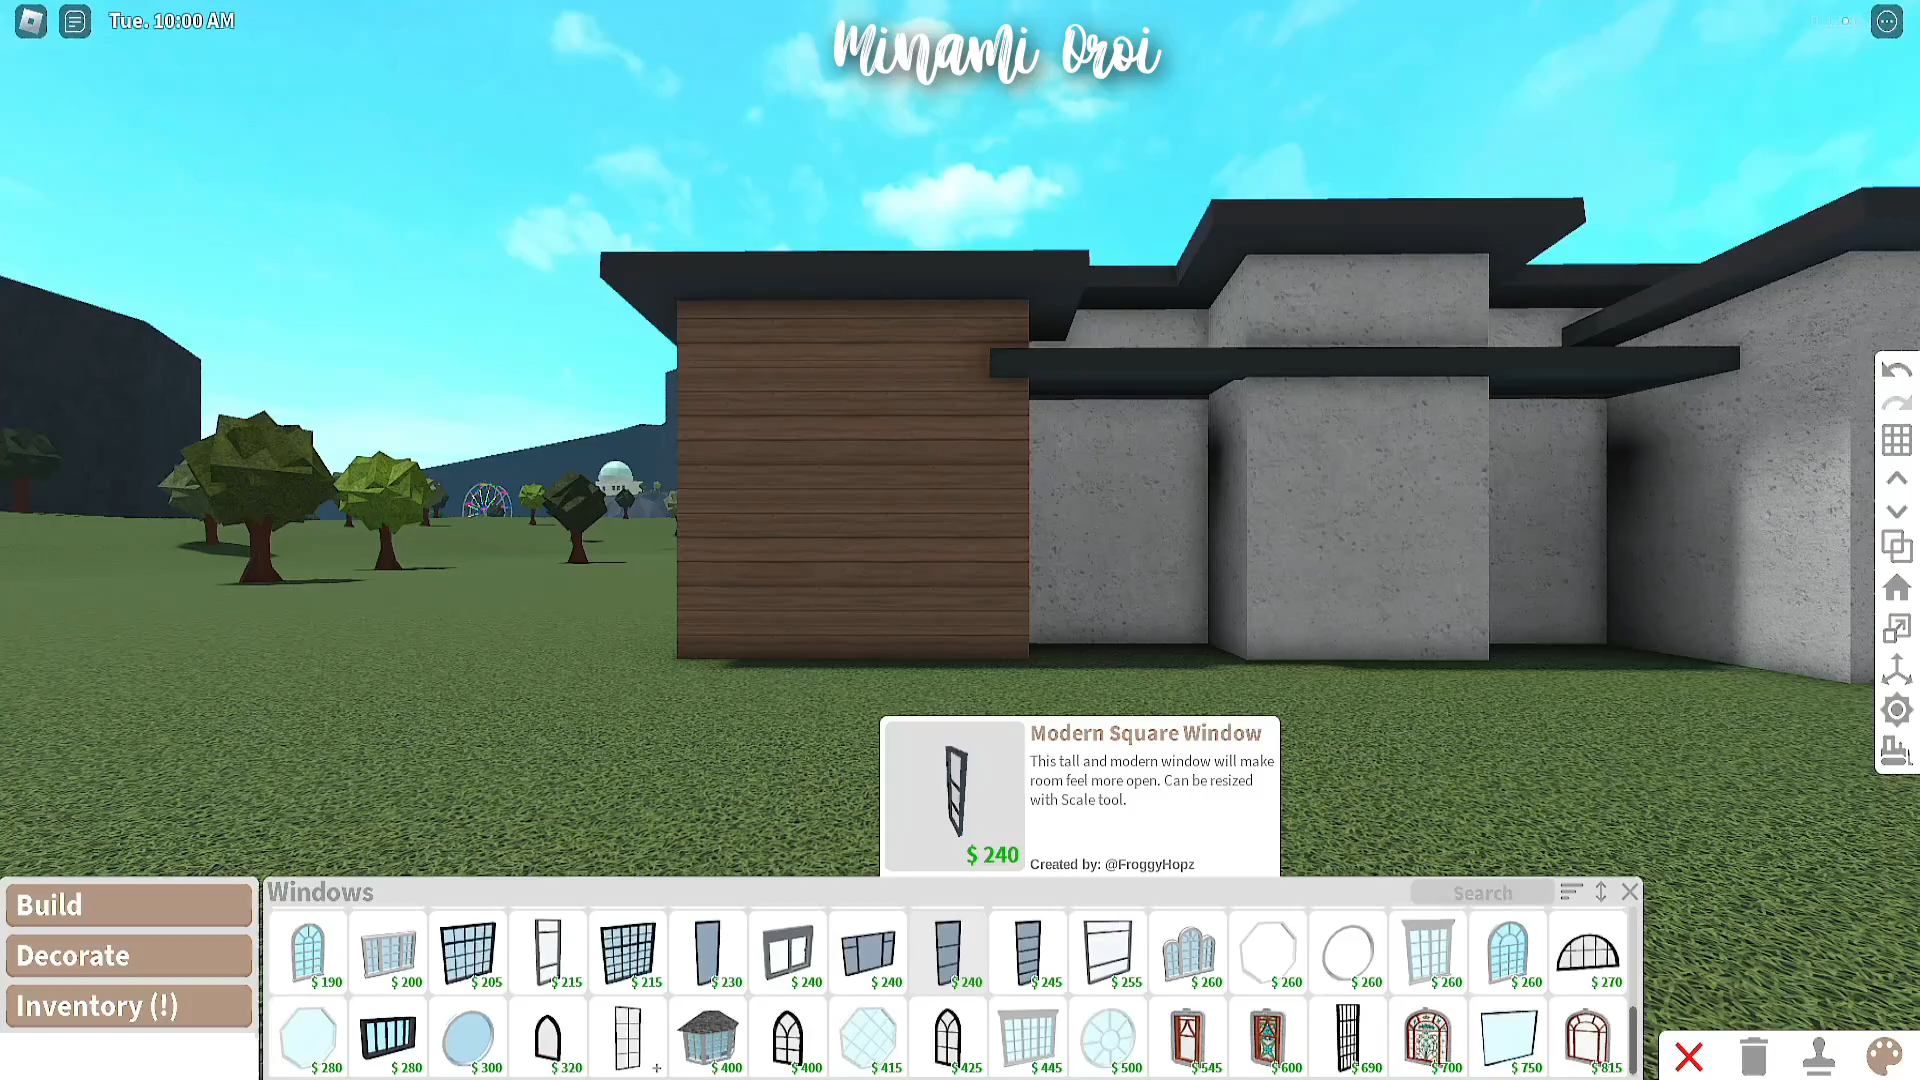 Tue. 10:00 AM
Minami Oroi
Modern Square Window
This tall and modern window will make
room feel more open. Can be resized
with Scale tool.
$ 240
Created by: @FroggyHopz
Build
Decorate
Inventory (!)
Windows
Search
$ 190
$ 200
$ 205
$ 215
$ 215
$ 230
$ 240
$ 240
$ 240
$ 245
$ 255
$ 260
$ 260
$ 260
$ 260
$ 260
$ 270
$ 280
$ 280
$ 300
$ 320
$ 400
$ 400
$ 415
$ 425
$ 445
$ 500
$ 545
$ 600
$ 690
$ 700
$ 750
$ 815